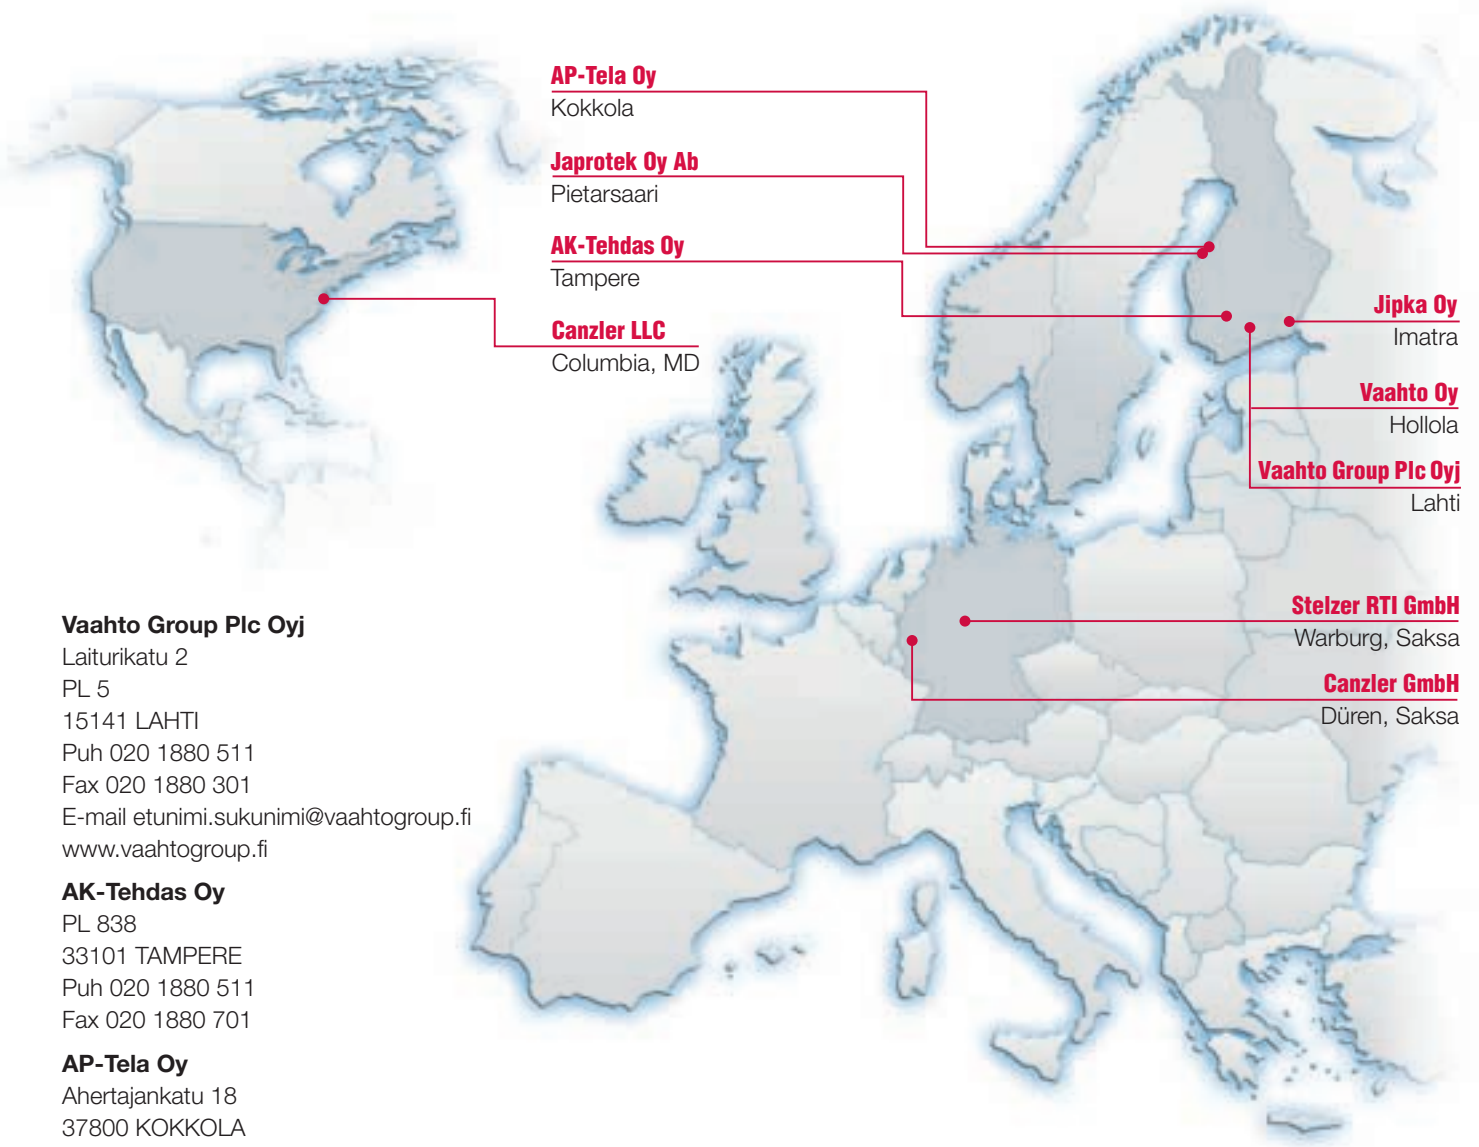 AP-Tela Oy
Kokkola
Japrotek Oy Ab
Pietarsaari
AK-Tehdas Oy
Tampere
Canzler LLC
Columbia, MD
Jipka Oy
Imatra
Vaahto Oy
Hollola
Vaahto Group Plc Oyj
Lahti
Stelzer RTI GmbH
Warburg, Saksa
Canzler GmbH
Düren, Saksa
Vaahto Group Plc Oyj
Laiturikatu 2
PL 5
15141 LAHTI
Puh 020 1880 511
Fax 020 1880 301
E-mail etunimi.sukunimi@vaahtogroup.fi
www.vaahtogroup.fi
AK-Tehdas Oy
PL 838
33101 TAMPERE
Puh 020 1880 511
Fax 020 1880 701
AP-Tela Oy
Ahertajankatu 18
37800 KOKKOLA